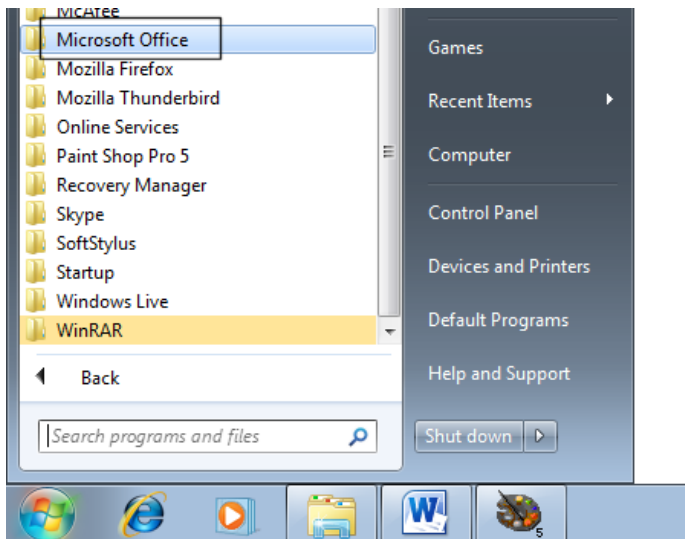 McAfee
Microsoft Office
Mozilla Firefox
Mozilla Thunderbird
Online Services
Paint Shop Pro 5
Recovery Manager
Skype
SoftStylus
Startup
Windows Live
WinRAR
Back
Search programs and files
Games
Recent Items
Computer
Control Panel
Devices and Printers
Default Programs
Help and Support
Shut down
W
5